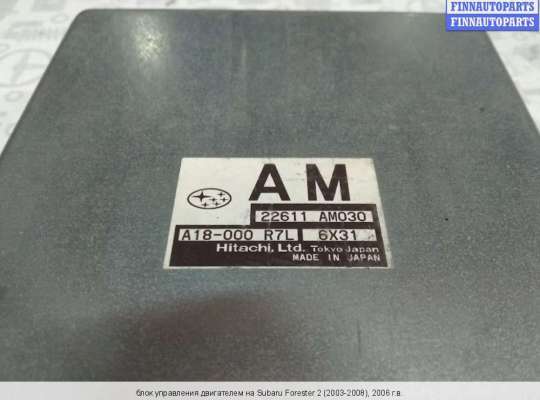 FINNAUTOPARTS
FINNAUTOPARTS
AM
22611 AM030
A18-000 R7L 6X31
Hitachi, Ltd. Tokyo Japan
MADE IN JAPAN
блок управления двигателем на Subaru Forester 2 (2003-2008), 2006 г.в.